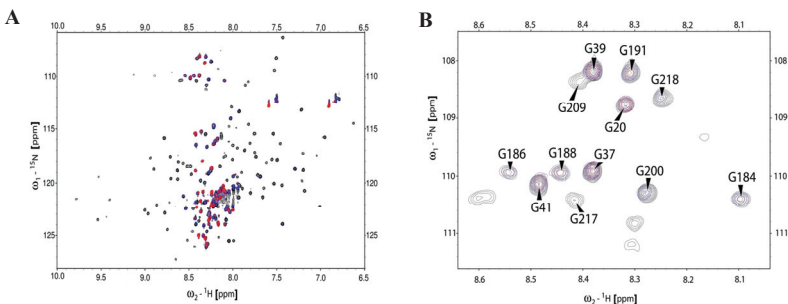 A
10.0 9.5 9.0 8.5 8.0 7.5 7.0 6.5
110
115
120
125
ω1 - 15N [ppm]
110
115
120
125
10.0 9.5 9.0 8.5 8.0 7.5 7.0 6.5
ω2 - 1H [ppm]
B
8.6 8.5 8.4 8.3 8.2 8.1
108
109
110
111
ω1 - 15N [ppm]
G39 G191
G218
G209
G20
G186 G188 G37
G200 G184
G41
G217
108
109
110
111
8.6 8.5 8.4 8.3 8.2 8.1
ω2 - 1H [ppm]